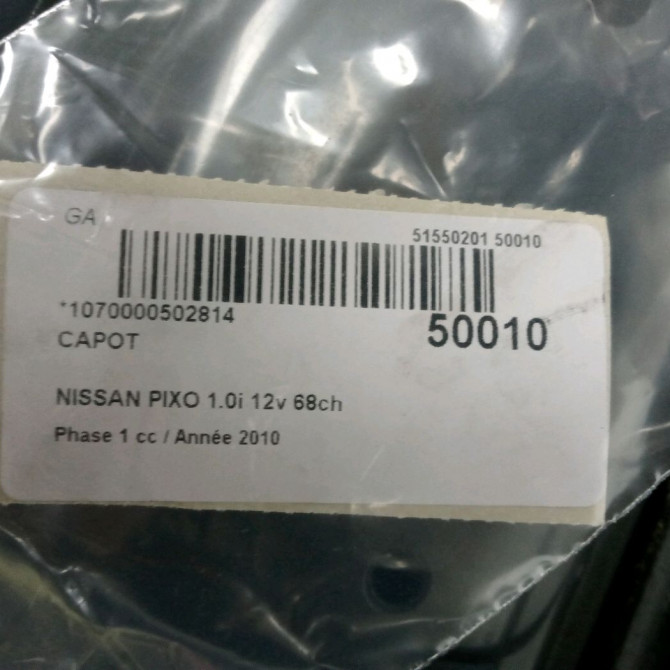 GA
51550201 50010
*1070000502814
50010
CAPOT
NISSAN PIXO 1.0i 12v 68ch
Phase 1 cc / Année 2010